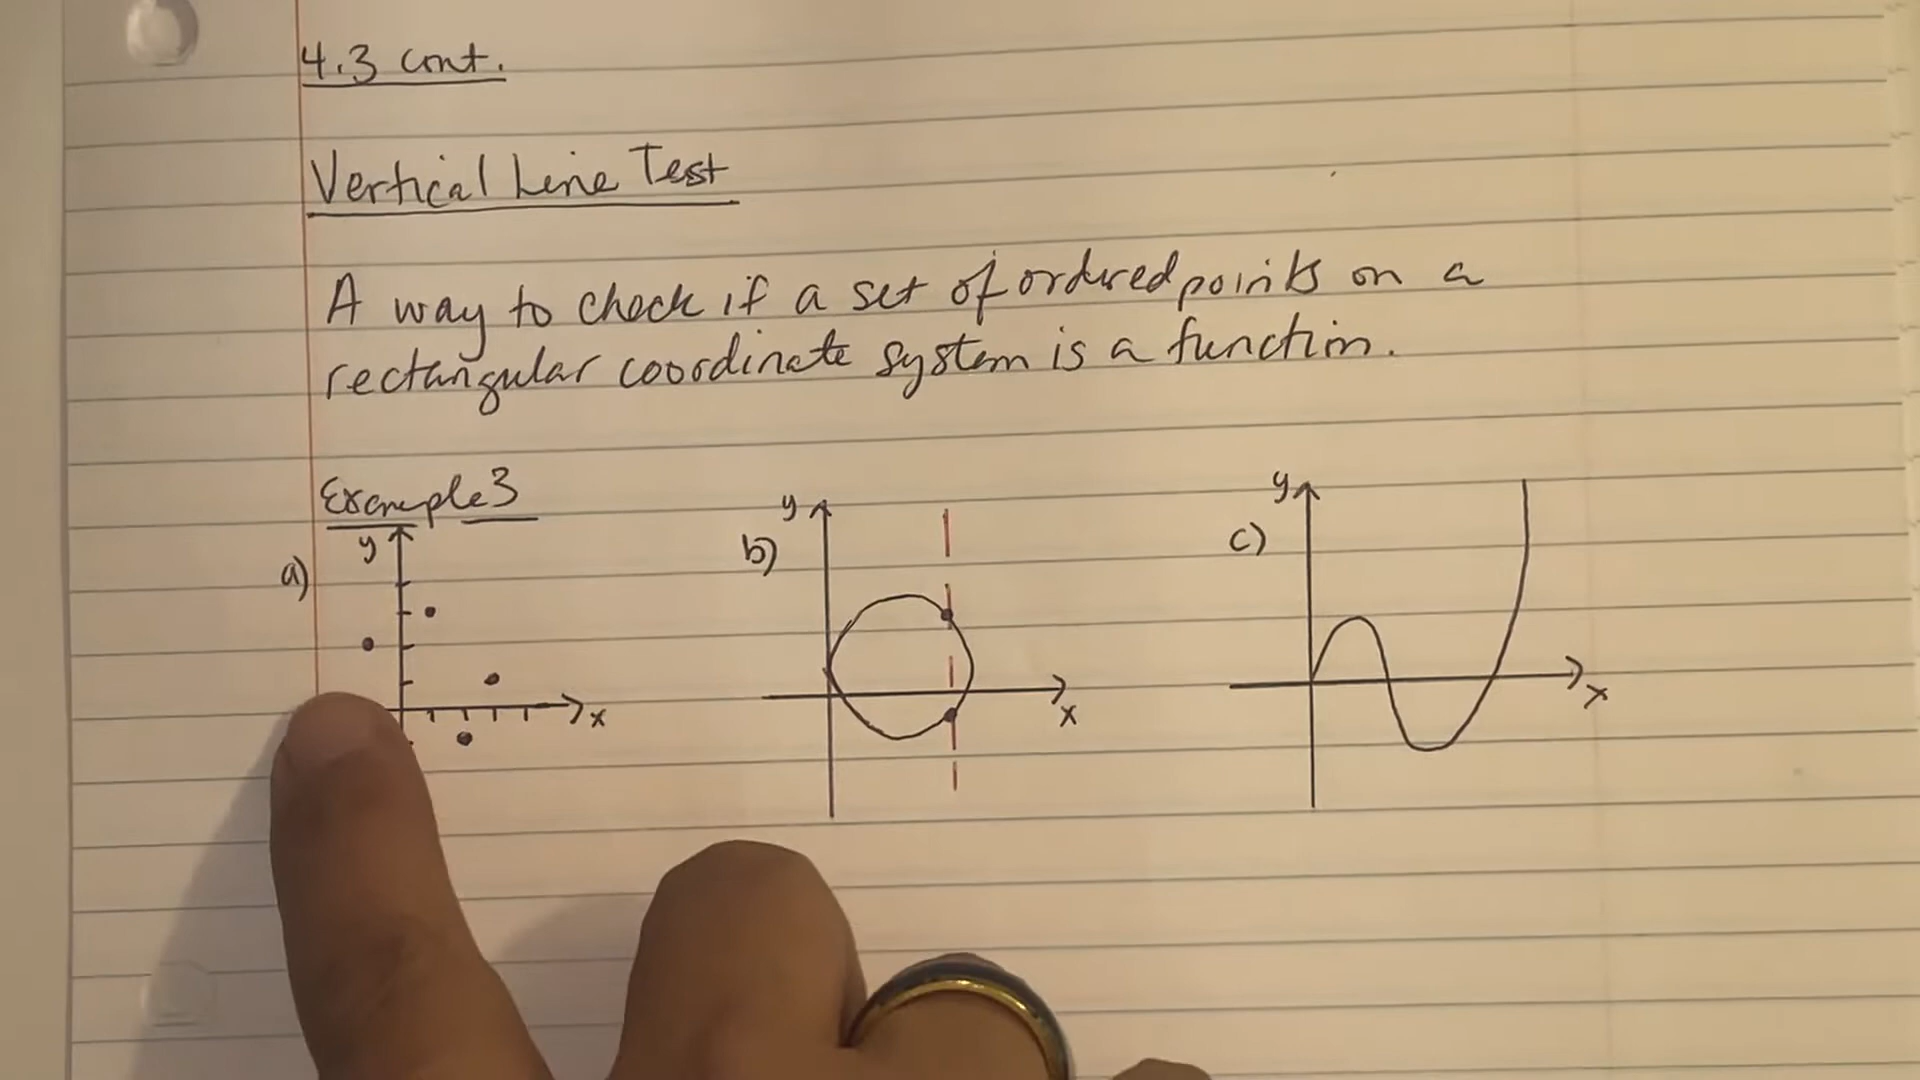 4.3 cont.
Vertical Line Test
A way to check if a set of ordered points on a
rectangular coordinate system is a function.
Example 3
a)
y
x
b)
y
x
c)
y
x